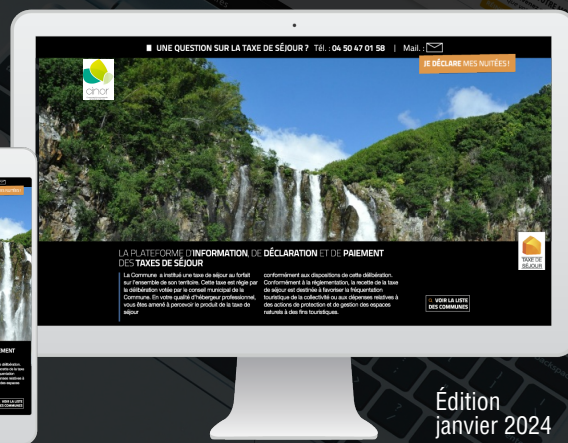 UNE QUESTION SUR LA TAXE DE SÉJOUR ? Tél. : 04 50 47 01 58 | Mail. :
JE DÉCLARE MES NUITÉES !
cinor
LA PLATEFORME D'INFORMATION, DE DÉCLARATION ET DE PAIEMENT
DES TAXES DE SÉJOUR
La Commune a institué une taxe de séjour au forfait
sur l'ensemble de son territoire. Cette taxe est régie par
la délibération votée par le conseil municipal de la
Commune. En votre qualité d'hébergeur professionnel,
vous êtes amené à percevoir le produit de la taxe de
séjour
conformément aux dispositions de cette délibération.
Conformément à la réglementation, la recette de la taxe
de séjour est destinée à favoriser la fréquentation
touristique de la collectivité ou aux dépenses relatives à
des actions de protection et de gestion des espaces
naturels à des fins touristiques.
TAXE DE
SÉJOUR
VOIR LA LISTE
DES COMMUNES
Édition
janvier 2024